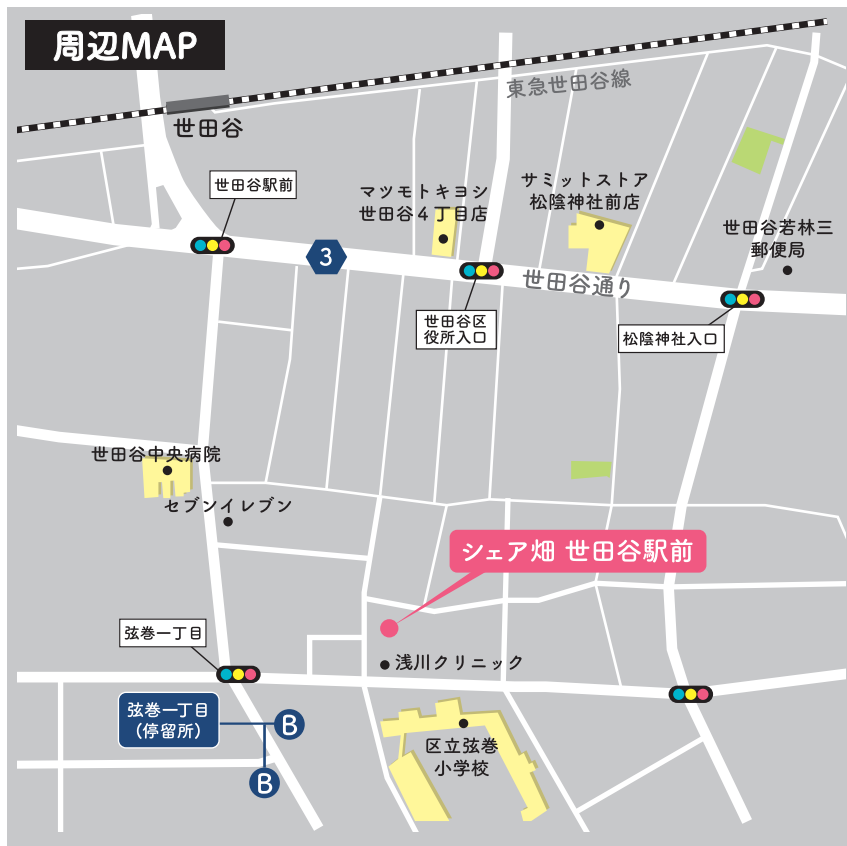 周辺MAP
東急世田谷線
世田谷
世田谷駅前
マツモトキヨシ
世田谷4丁目店
サミットストア
松陰神社前店
世田谷若林三
郵便局
3
世田谷通り
世田谷区
役所入口
松陰神社入口
世田谷中央病院
セブンイレブン
シェア畑 世田谷駅前
弦巻一丁目
浅川クリニック
弦巻一丁目
（停留所）
B
B
区立弦巻
小学校